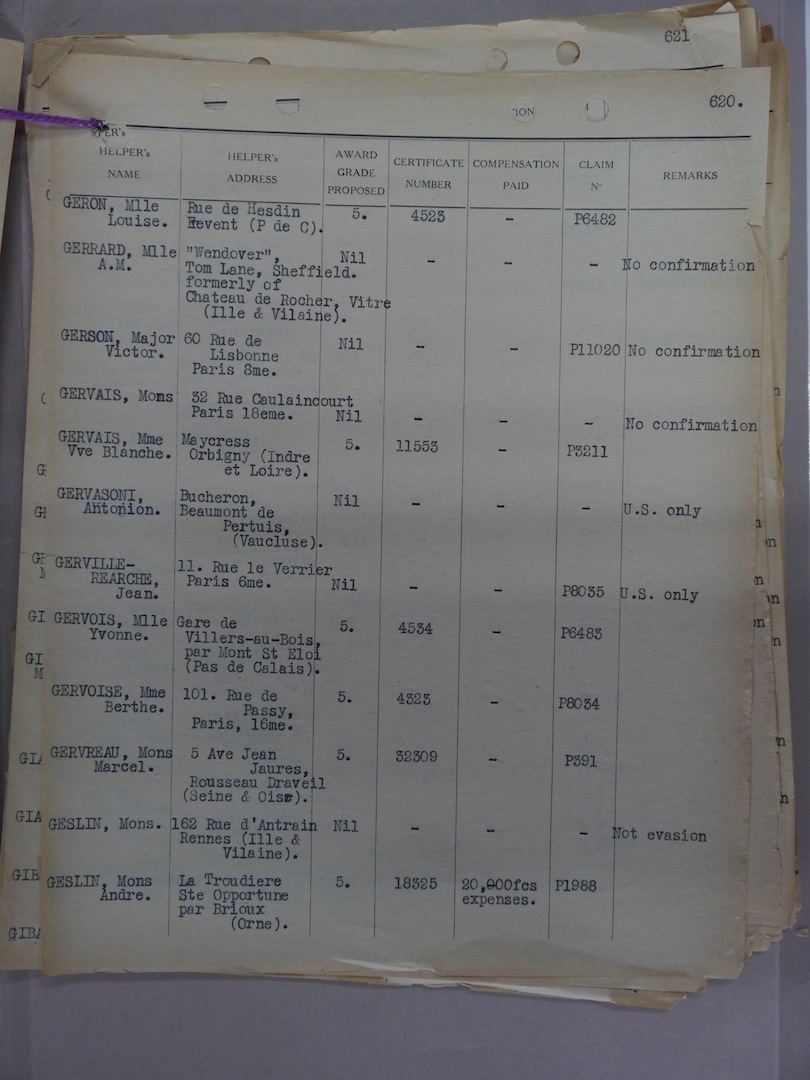 621
620.
HELPER's NAME HELPER's ADDRESS AWARD GRADE PROPOSED CERTIFICATE NUMBER COMPENSATION PAID CLAIM Nº REMARKS
GERON, Mlle Rue de Hesdin 5. 4523 - P6482
Louise. Hevent (P de C).
GERRARD, Mlle "Wendover", Nil - - - No confirmation
A.M. Tom Lane, Sheffield.
formerly of
Chateau de Rocher, Vitre
(Ille & Vilaine).
GERSON, Major 60 Rue de Nil - - P11020 No confirmation
Victor. Lisbonne
Paris 8me.
GERVAIS, Mons 32 Rue Caulaincourt
Paris 18eme. Nil - - - No confirmation
GERVAIS, Mme Maycress 5. 11553 - P3211
Vve Blanche. Orbigny (Indre
et Loire).
GERVASONI, Bucheron, Nil - - - U.S. only
Antonion. Beaumont de
Pertuis,
(Vaucluse).
GERVILLE- 11. Rue le Verrier
REARCHE, Paris 6me. Nil - - P8035 U.S. only
Jean.
GERVOIS, Mlle Gare de 5. 4534 - P6483
Yvonne. Villers-au-Bois,
par Mont St Eloi
(Pas de Calais).
GERVOISE, Mme 101. Rue de 5. 4323 - P8034
Berthe. Passy,
Paris, 16me.
GERVREAU, Mons 5 Ave Jean 5. 32309 - P391
Marcel. Jaures,
Rousseau Draveil
(Seine & Oise).
GESLIN, Mons. 162 Rue d'Antrain Nil - - - Not evasion
Rennes (Ille &
Vilaine).
GESLIN, Mons La Troudiere 5. 18325 20,000fcs P1988
Andre. Ste Opportune expenses.
par Brioux
(Orne).